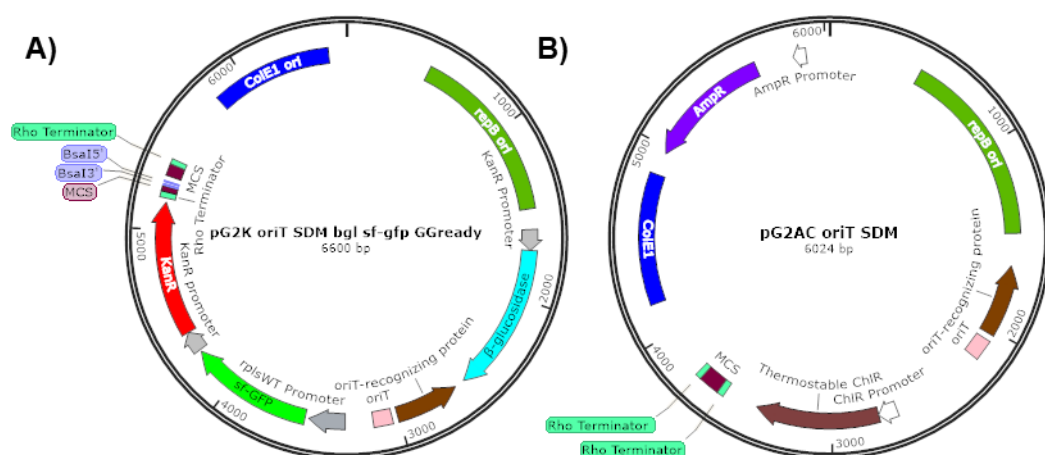 A)
6000
ColE1 ori
1000
repB ori
Rho Terminator
BsaI5'
BsaI3'
MCS
MCS
Rho Terminator
KanR Promoter
pG2K oriT SDM bgl sf-gfp GGready
6600 bp
5000
KanR
KanR promoter
2000
β-glucosidase
oriT-recognizing protein
oriT
rplsWT Promoter
sf-GFP
4000
3000
B)
6000
AmpR Promoter
AmpR
1000
repB ori
5000
ColE1
pG2AC oriT SDM
6024 bp
oriT-recognizing protein
oriT
2000
4000
MCS
Thermostable ChlR
ChlR Promoter
Rho Terminator
Rho Terminator
3000